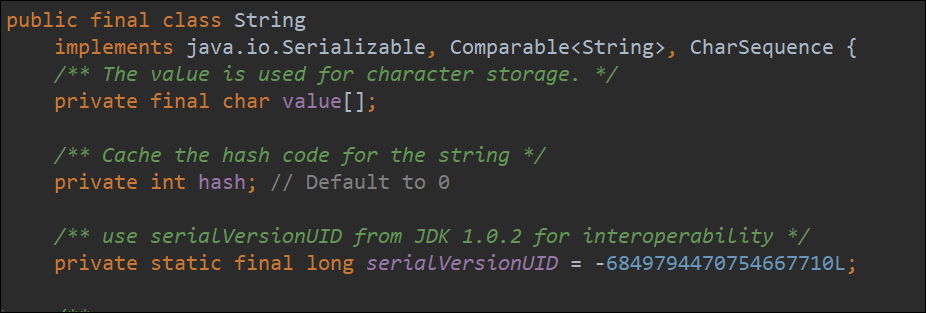 public final class String
implements java.io.Serializable, Comparable<String>, CharSequence {
/** The value is used for character storage. */
private final char value[];
/** Cache the hash code for the string */
private int hash; // Default to 0
/** use serialVersionUID from JDK 1.0.2 for interoperability */
private static final long serialVersionUID = -6849794470754667710L;
/**